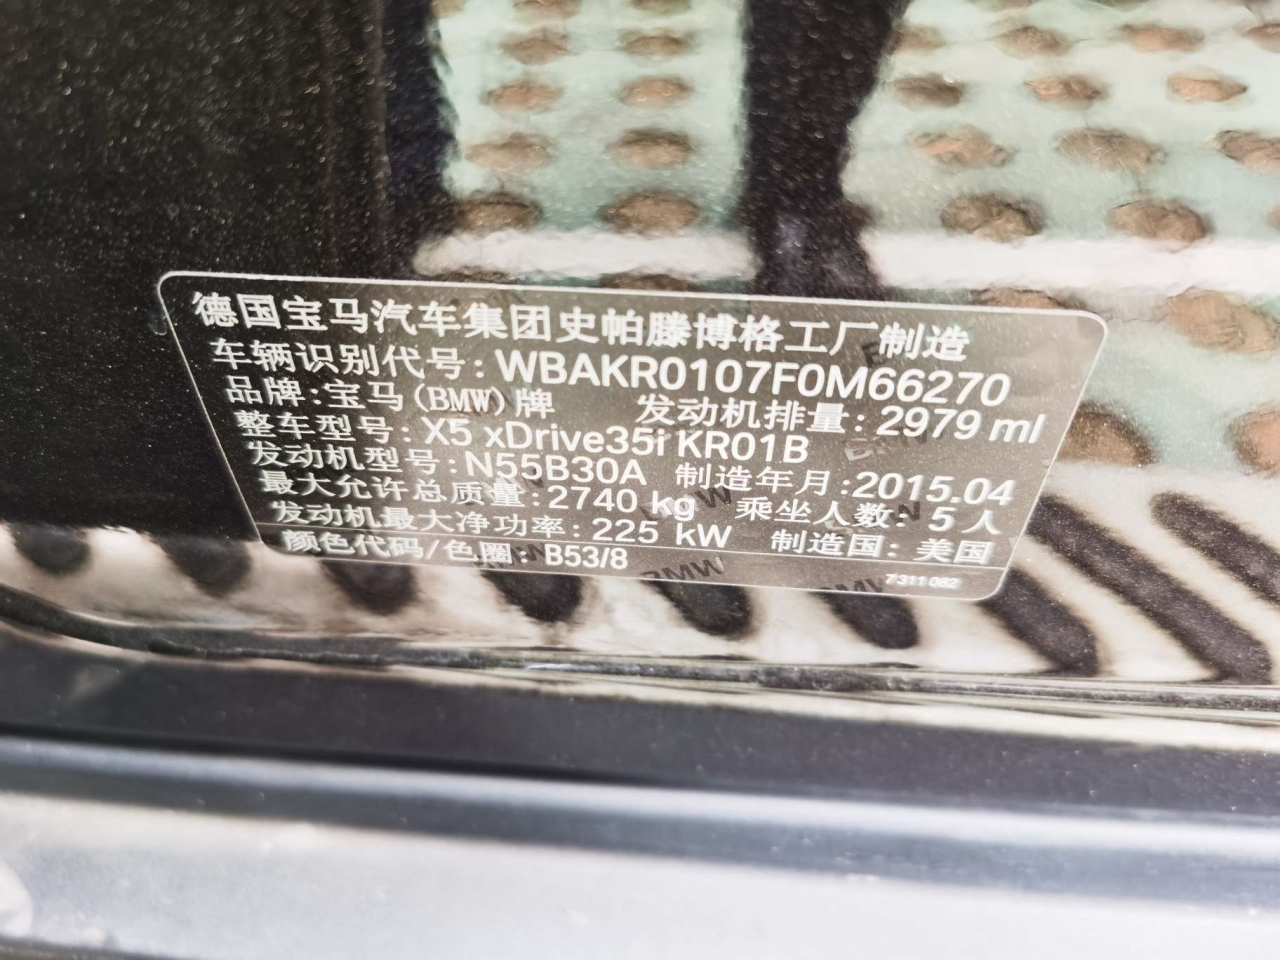 德国宝马汽车集团史帕滕博格工厂制造
车辆识别代号: WBAKR0107F0M66270
品牌: 宝马(BMW)牌 发动机排量: 2979 ml
整车型号: X5 xDrive35i KR01B
发动机型号: N55B30A 制造年月: 2015.04
最大允许总质量: 2740 kg 乘坐人数: 5 人
发动机最大净功率: 225 kW 制造国: 美国
颜色代码/色圈: B53/8
7 311 082